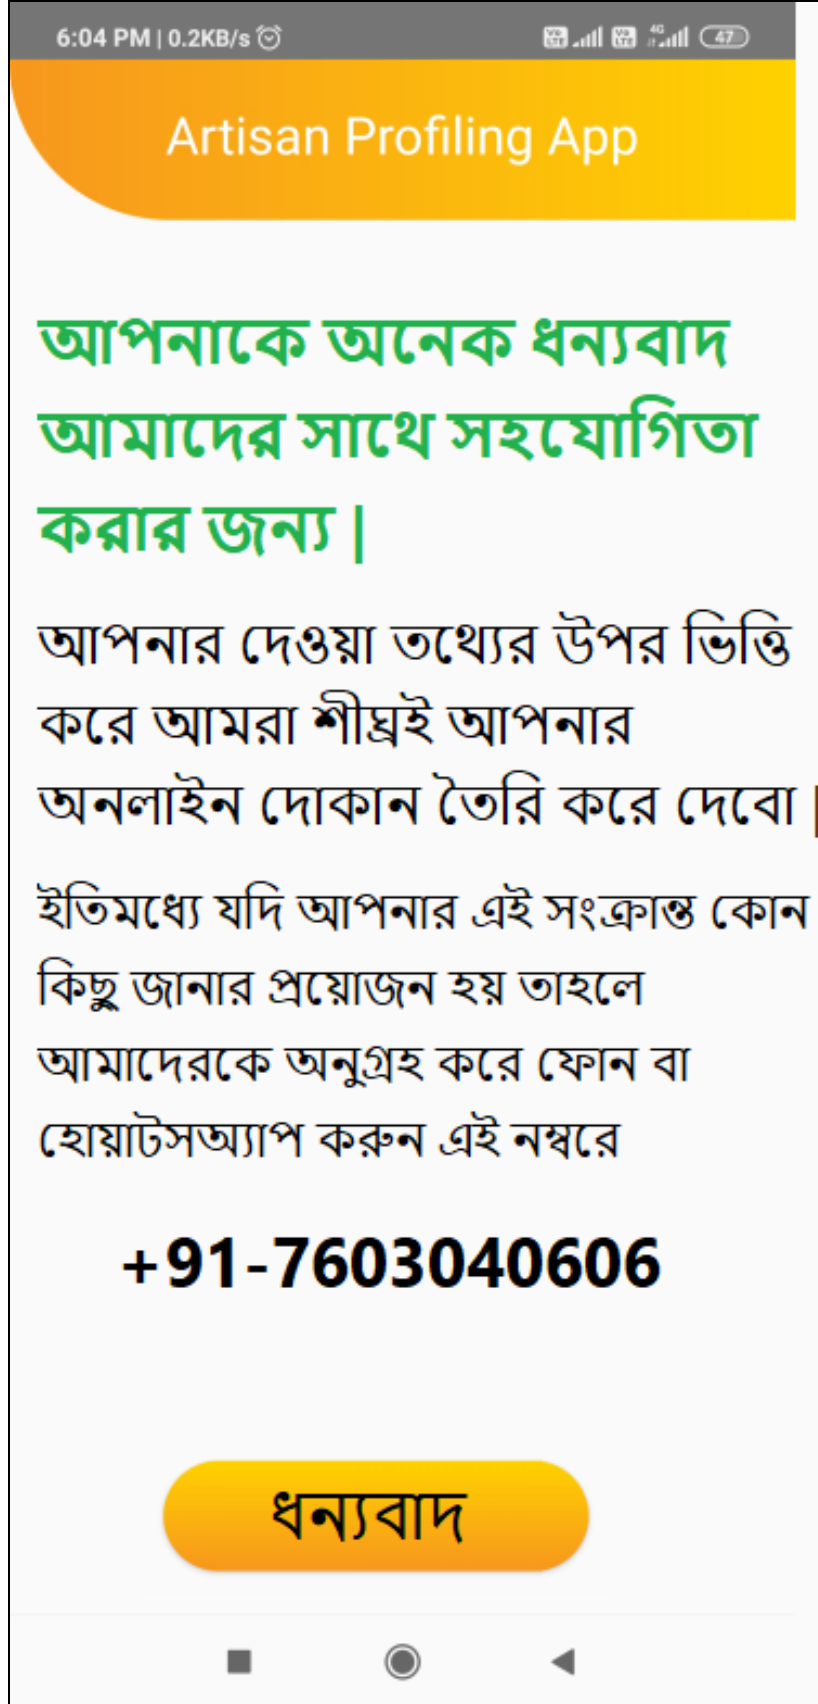 6:04 PM | 0.2KB/s
4G 47
Artisan Profiling App
আপনাকে অনেক ধন্যবাদ
আমাদের সাথে সহযোগিতা
করার জন্য |
আপনার দেওয়া তথ্যের উপর ভিত্তি
করে আমরা শীঘ্রই আপনার
অনলাইন দোকান তৈরি করে দেবো |
ইতিমধ্যে যদি আপনার এই সংক্রান্ত কোন
কিছু জানার প্রয়োজন হয় তাহলে
আমাদেরকে অনুগ্রহ করে ফোন বা
হোয়াটসঅ্যাপ করুন এই নম্বরে
+91-7603040606
ধন্যবাদ